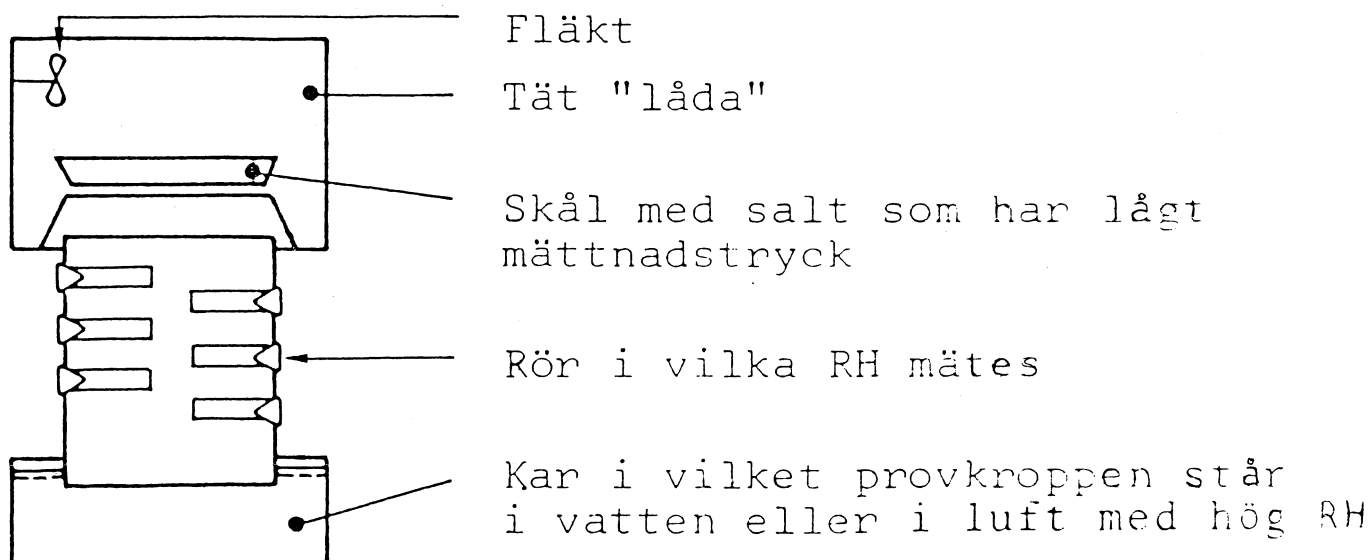 Fläkt
Tät "låda"
Skål med salt som har lågt
mättnadstryck
Rör i vilka RH mätes
Kar i vilket provkroppen står
i vatten eller i luft med hög RH